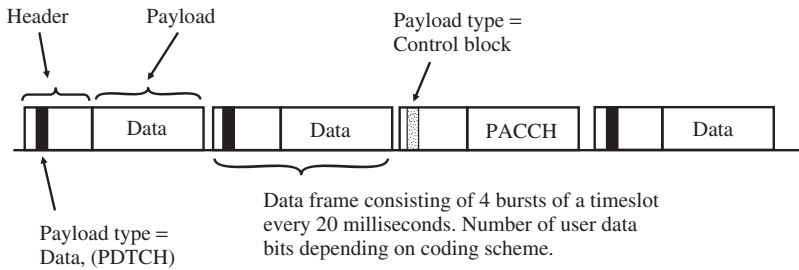 Header
Payload
Payload type =
Control block
Data
Data
PACCH
Data
Payload type =
Data, (PDTCH)
Data frame consisting of 4 bursts of a timeslot
every 20 milliseconds. Number of user data
bits depending on coding scheme.